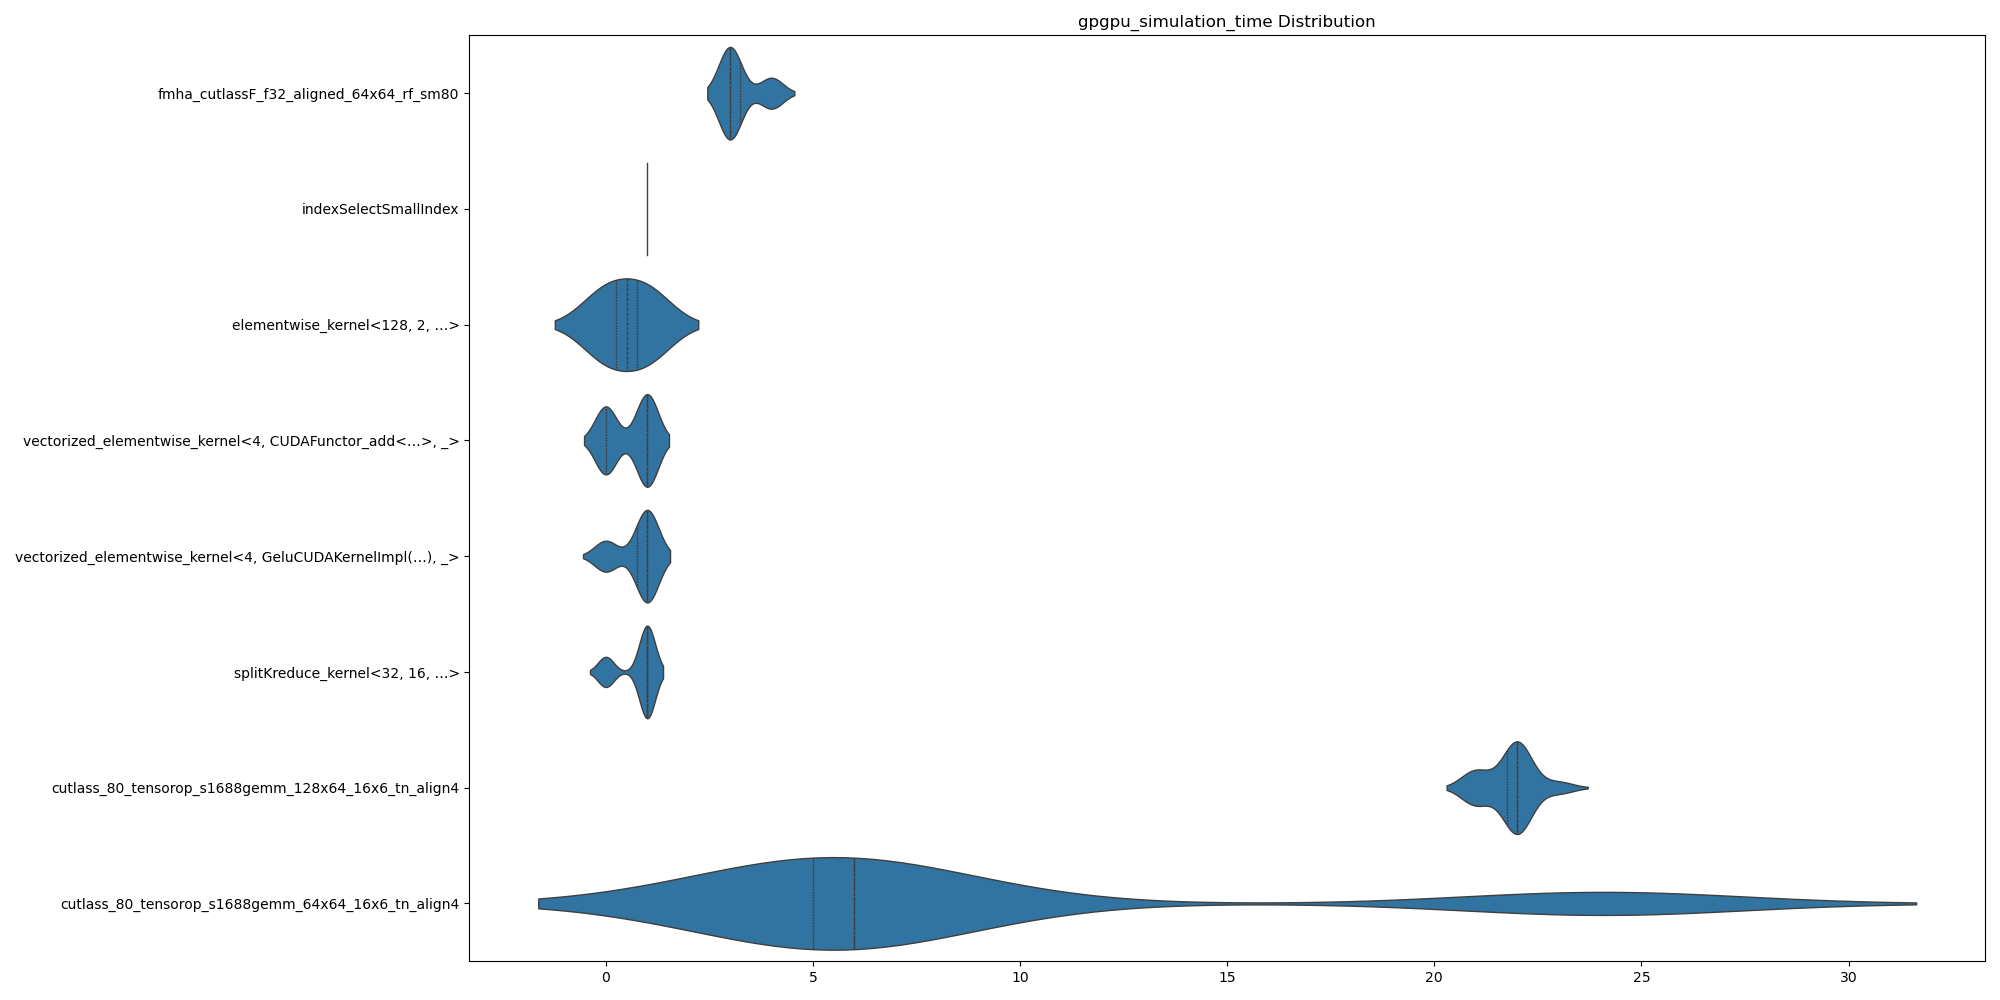 gpgpu_simulation_time Distribution
fmha_cutlassF_f32_aligned_64x64_rf_sm80
indexSelectSmallIndex
elementwise_kernel<128, 2, ...>
vectorized_elementwise_kernel<4, CUDAFunctor_add<...>, _>
vectorized_elementwise_kernel<4, GeluCUDAKernelImpl(...), _>
splitKreduce_kernel<32, 16, ...>
cutlass_80_tensorop_s1688gemm_128x64_16x6_tn_align4
cutlass_80_tensorop_s1688gemm_64x64_16x6_tn_align4
0 5 10 15 20 25 30